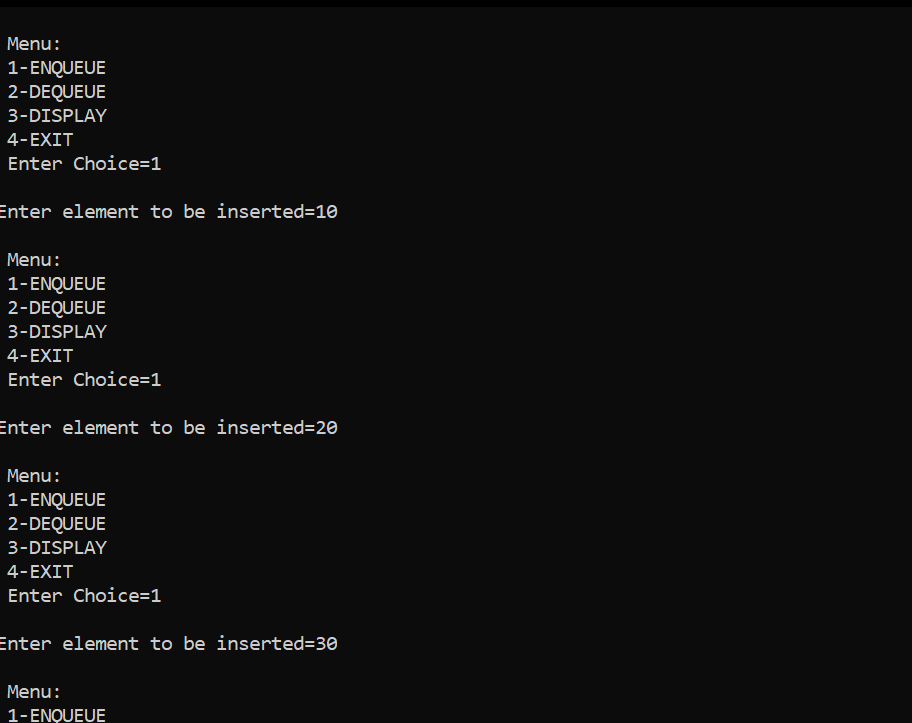 Menu:
1-ENQUEUE
2-DEQUEUE
3-DISPLAY
4-EXIT
Enter Choice=1
Enter element to be inserted=10
Menu:
1-ENQUEUE
2-DEQUEUE
3-DISPLAY
4-EXIT
Enter Choice=1
Enter element to be inserted=20
Menu:
1-ENQUEUE
2-DEQUEUE
3-DISPLAY
4-EXIT
Enter Choice=1
Enter element to be inserted=30
Menu:
1-ENQUEUE